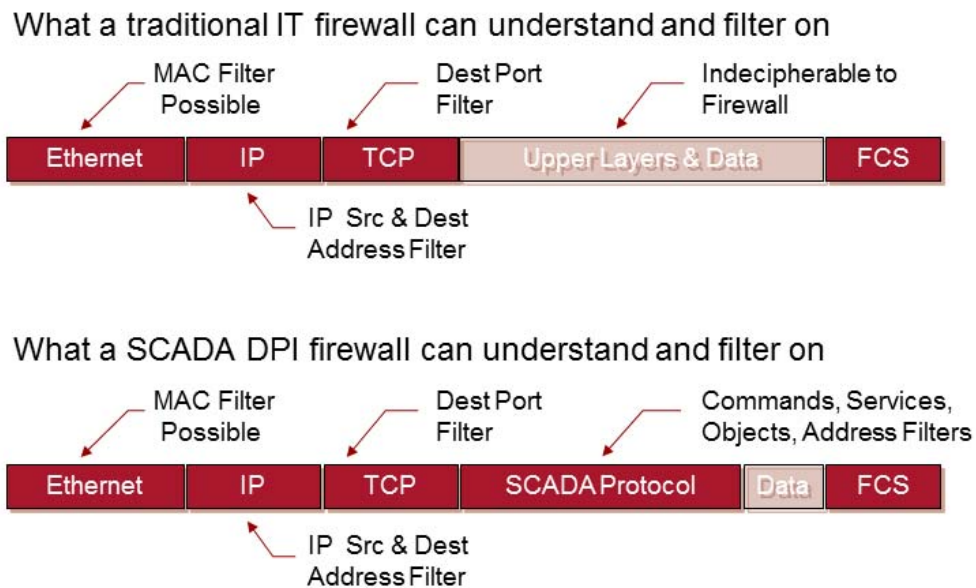 What a traditional IT firewall can understand and filter on
MAC Filter
Possible
Dest Port
Filter
Indecipherable to
Firewall
Ethernet
IP
TCP
Upper Layers & Data
FCS
IP Src & Dest
Address Filter
What a SCADA DPI firewall can understand and filter on
MAC Filter
Possible
Dest Port
Filter
Commands, Services,
Objects, Address Filters
Ethernet
IP
TCP
SCADA Protocol
Data
FCS
IP Src & Dest
Address Filter